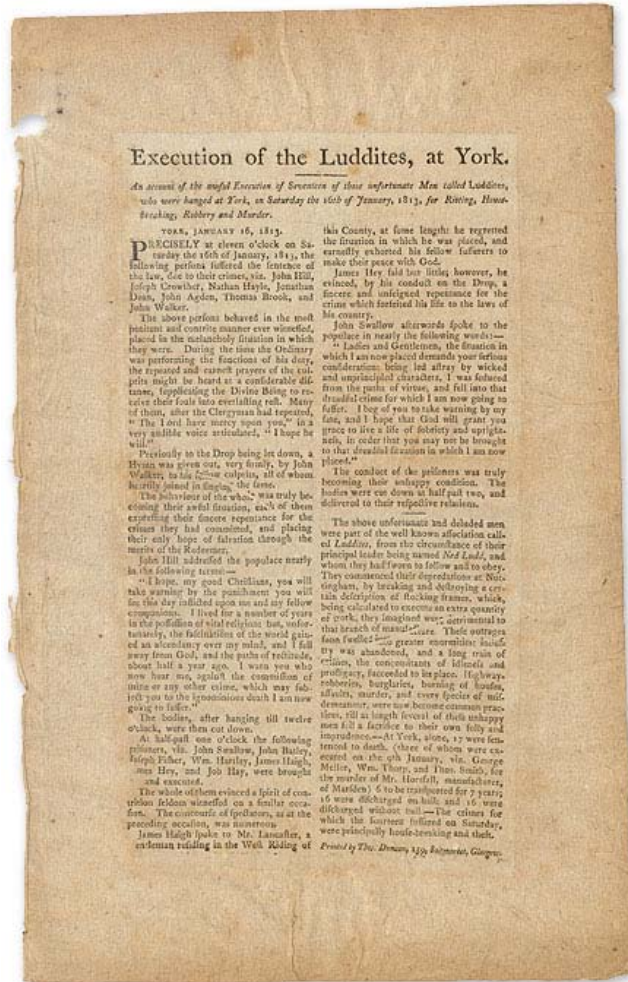 Execution of the Luddites, at York.
An account of the awful Execution of Seventeen of those unfortunate Men called Luddites,
who were hanged at York, on Saturday the 16th of January, 1813, for Rioting, House-
breaking, Robbery and Murder.
YORK, JANUARY 16, 1813.
PRECISELY at eleven o'clock on Sa-
turday the 16th of January, 1813, the
following persons suffered the sentence of
the law, due to their crimes, viz. John Hill,
Joseph Crowther, Nathan Hayle, Jonathan
Dean, John Agden, Thomas Brook, and
John Walker.
The above persons behaved in the most
penitent and contrite manner ever witnessed,
placed in the melancholy situation in which
they were. During the time the Ordinary
was performing the functions of his duty,
the repeated and earnest prayers of the cul-
prits might be heard at a considerable dis-
tance, supplicating the Divine Being to re-
ceive their souls into everlasting rest. Many
of them, after the Clergyman had repeated,
"The Lord have mercy upon you," in a
very audible voice articulated, "I hope he
will."
Previously to the Drop being let down, a
Hymn was given out, very firmly, by John
Walker, to his fellow culprits, all of whom
heartily joined in singing the same.
The behaviour of the whole was truly be-
coming their awful situation, each of them
expressing their sincere repentance for the
crimes they had committed, and placing
their only hope of salvation through the
merits of the Redeemer.
John Hill addressed the populace nearly
in the following terms:—
"I hope, my good Christians, you will
take warning by the punishment you will
see this day inflicted upon me and my fellow
companions. I lived for a number of years
in the possession of vital religion; but, unfor-
tunately, the fascinations of the world gain-
ed an ascendancy over my mind, and I fell
away from God, and the paths of rectitude,
about half a year ago. I warn you who
now hear me, against the commission of
mine or any other crime, which may sub-
ject you to the ignominious death I am now
going to suffer."
The bodies, after hanging till twelve
o'clock, were then cut down.
At half-past one o'clock the following
prisoners, viz. John Swallow, John Batley,
Joseph Fisher, Wm. Hartley, James Haigh,
James Hey, and Job Hay, were brought
and executed.
The whole of them evinced a spirit of con-
trition seldom witnessed on a similar occa-
sion. The concourse of spectators, as at the
preceding occasion, was numerous.
James Haigh spoke to Mr. Lancaster, a
gentleman residing in the West Riding of
this County, at some length: he regretted
the situation in which he was placed, and
earnestly exhorted his fellow sufferers to
make their peace with God.
James Hey said but little; however, he
evinced, by his conduct on the Drop, a
sincere and unfeigned repentance for the
crime which forfeited his life to the laws of
his country.
John Swallow afterwards spoke to the
populace in nearly the following words:—
"Ladies and Gentlemen, the situation in
which I am now placed demands your serious
consideration: being led astray by wicked
and unprincipled characters, I was seduced
from the paths of virtue, and fell into that
dreadful crime for which I am now going to
suffer. I beg of you to take warning by my
fate, and I hope that God will grant you
grace to live a life of sobriety and upright-
ness, in order that you may not be brought
to that dreadful situation in which I am now
placed."
The conduct of the prisoners was truly
becoming their unhappy condition. The
bodies were cut down at half past two, and
delivered to their respective relations.
The above unfortunate and deluded men
were part of the well known association call-
ed Luddites, from the circumstance of their
principal leader being named Ned Ludd, and
whom they had sworn to follow and to obey.
They commenced their depredations at Not-
tingham, by breaking and destroying a cer-
tain description of stocking frames, which,
being calculated to execute an extra quantity
of work, they imagined were detrimental to
that branch of manufacture. These outrages
soon swelled into greater enormities; indus-
try was abandoned, and a long train of
crimes, the concomitants of idleness and
profligacy, succeeded to its place. Highway-
robberies, burglaries, burning of houses,
assaults, murder, and every species of mis-
demeanour, were now become common prac-
tices, till at length several of these unhappy
men fell a sacrifice to their own folly and
imprudence.—At York, alone, 17 were sen-
tenced to death, (three of whom were ex-
ecuted on the 9th January, viz. George
Mellor, Wm. Thorp, and Thos. Smith, for
the murder of Mr. Horsfall, manufacturer,
of Marsden) 6 to be transported for 7 years;
16 were discharged on bail; and 16 were
discharged without bail.—The crimes for
which the fourteen suffered on Saturday,
were principally house-breaking and theft.
Printed by Tho. Duncan, 159, Saltmarket, Glasgow.